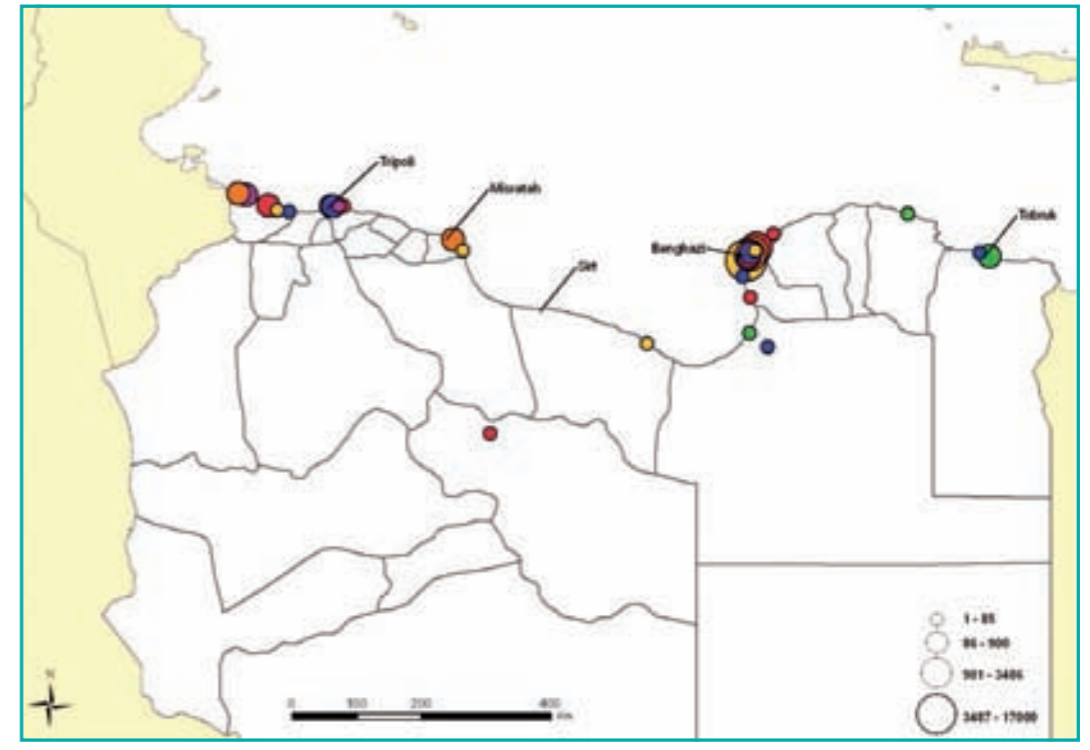 Tripoli
Misratah
Tobruk
Benghazi
Sirt
N
1 - 85
86 - 900
901 - 3486
3487 - 17000
0 100 200 400
Km